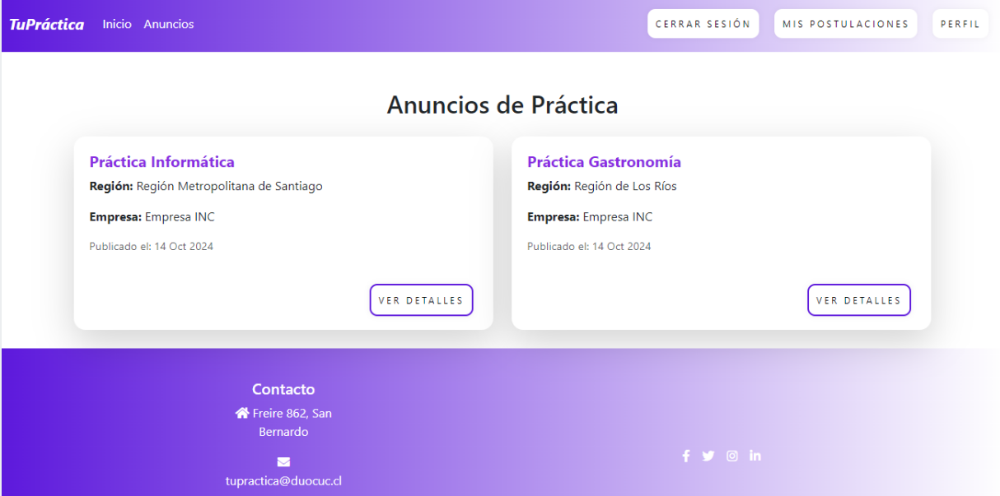 TuPráctica Inicio Anuncios CERRAR SESIÓN MIS POSTULACIONES PERFIL
Anuncios de Práctica
Práctica Informática
Región: Región Metropolitana de Santiago
Empresa: Empresa INC
Publicado el: 14 Oct 2024
VER DETALLES
Práctica Gastronomía
Región: Región de Los Ríos
Empresa: Empresa INC
Publicado el: 14 Oct 2024
VER DETALLES
Contacto
Freire 862, San
Bernardo
tupractica@duocuc.cl